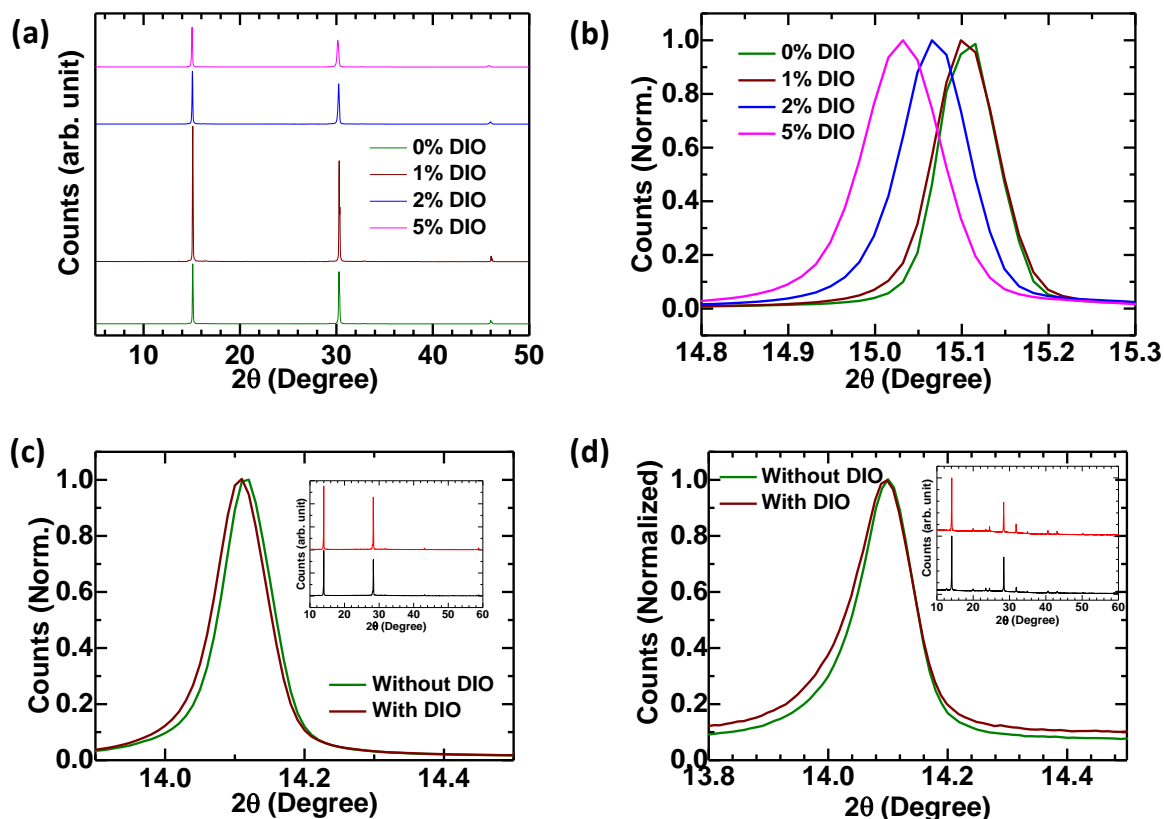 (a)
Counts (arb. unit)
0% DIO
1% DIO
2% DIO
5% DIO
10 20 30 40 50
2θ (Degree)
(b)
Counts (Norm.)
1.0
0.8
0.6
0.4
0.2
0.0
0% DIO
1% DIO
2% DIO
5% DIO
14.8 14.9 15.0 15.1 15.2 15.3
2θ (Degree)
(c)
Counts (Norm.)
1.0
0.8
0.6
0.4
0.2
0.0
Counts (arb. unit)
10 20 30 40 50 60
2θ (Degree)
Without DIO
With DIO
14.0 14.2 14.4
2θ (Degree)
(d)
Counts (Normalized)
1.0
0.8
0.6
0.4
0.2
0.0
Without DIO
With DIO
Counts (arb. unit)
10 20 30 40 50 60
2θ (Degree)
13.8 14.0 14.2 14.4
2θ (Degree)